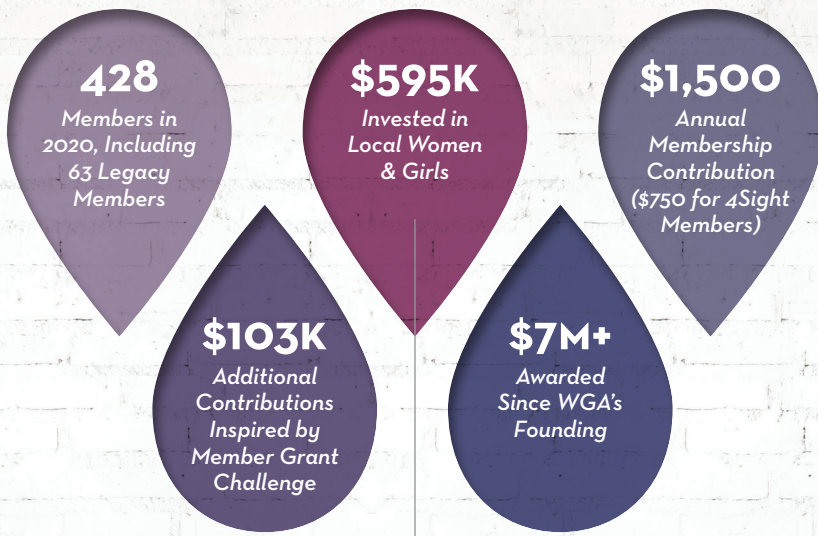 428
Members in
2020, Including
63 Legacy
Members
$595K
Invested in
Local Women
& Girls
$1,500
Annual
Membership
Contribution
($750 for 4Sight
Members)
$103K
Additional
Contributions
Inspired by
Member Grant
Challenge
$7M+
Awarded
Since WGA's
Founding